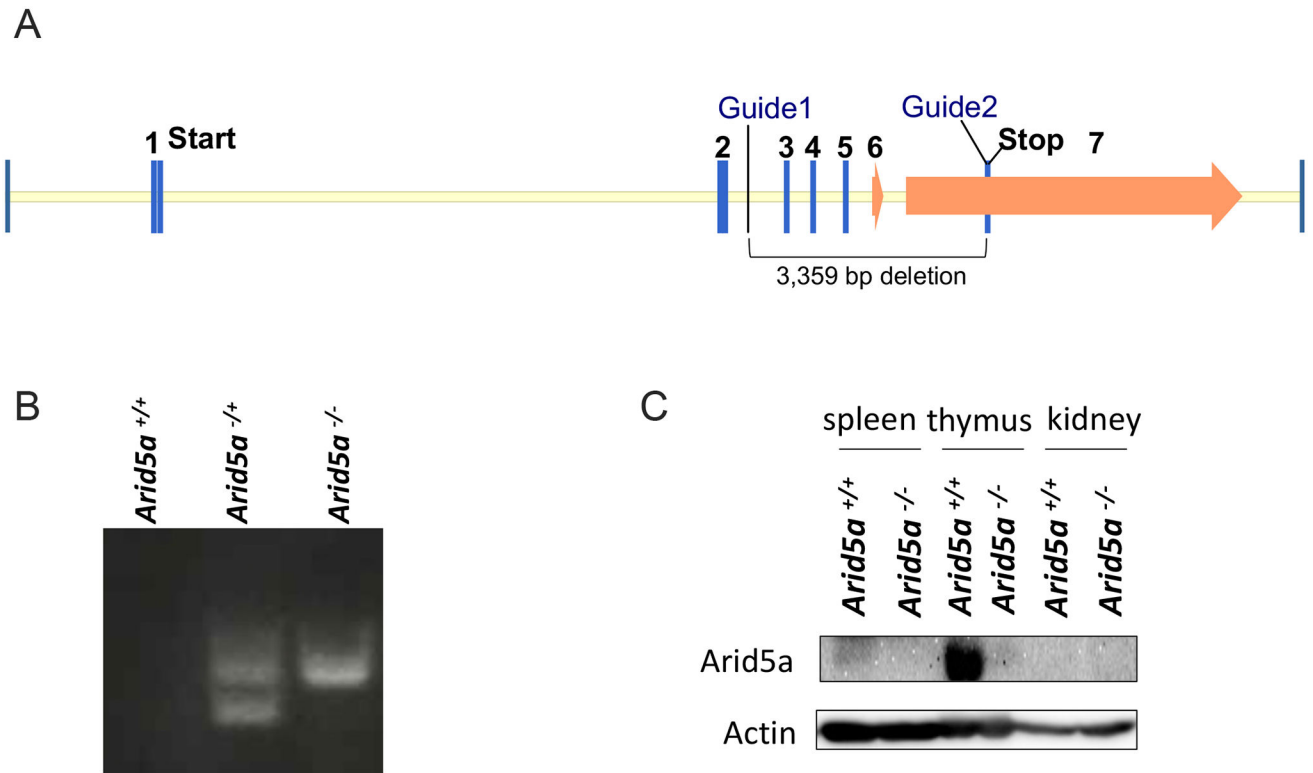 A
Guide1
Guide2
1 Start
2
3 4 5 6
Stop 7
3,359 bp deletion
B
Arid5a +/+
Arid5a -/+
Arid5a -/-
C
spleen thymus kidney
Arid5a +/+
Arid5a -/-
Arid5a +/+
Arid5a -/-
Arid5a +/+
Arid5a -/-
Arid5a
Actin